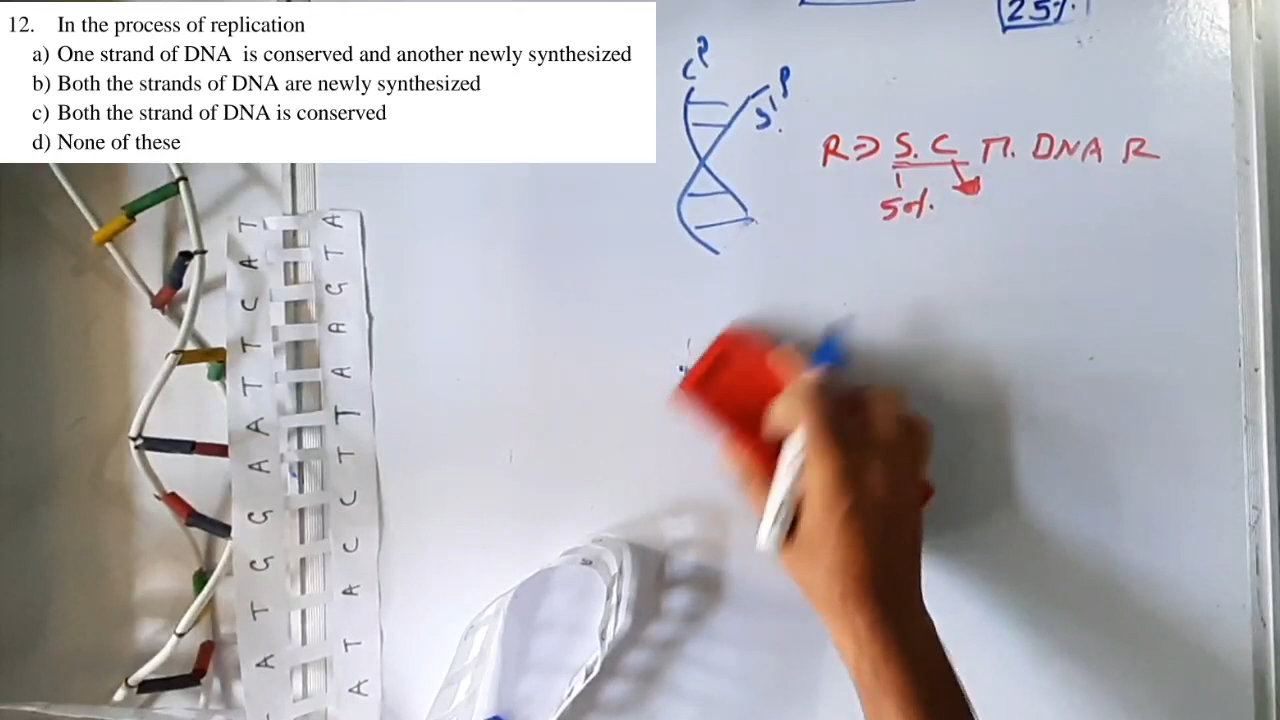 12. In the process of replication
a) One strand of DNA is conserved and another newly synthesized
b) Both the strands of DNA are newly synthesized
c) Both the strand of DNA is conserved
d) None of these
25%
5'
R⇒ S. C M. DNA R
50%
T A C T T A A G G T A
A T G A A T T C C A T A